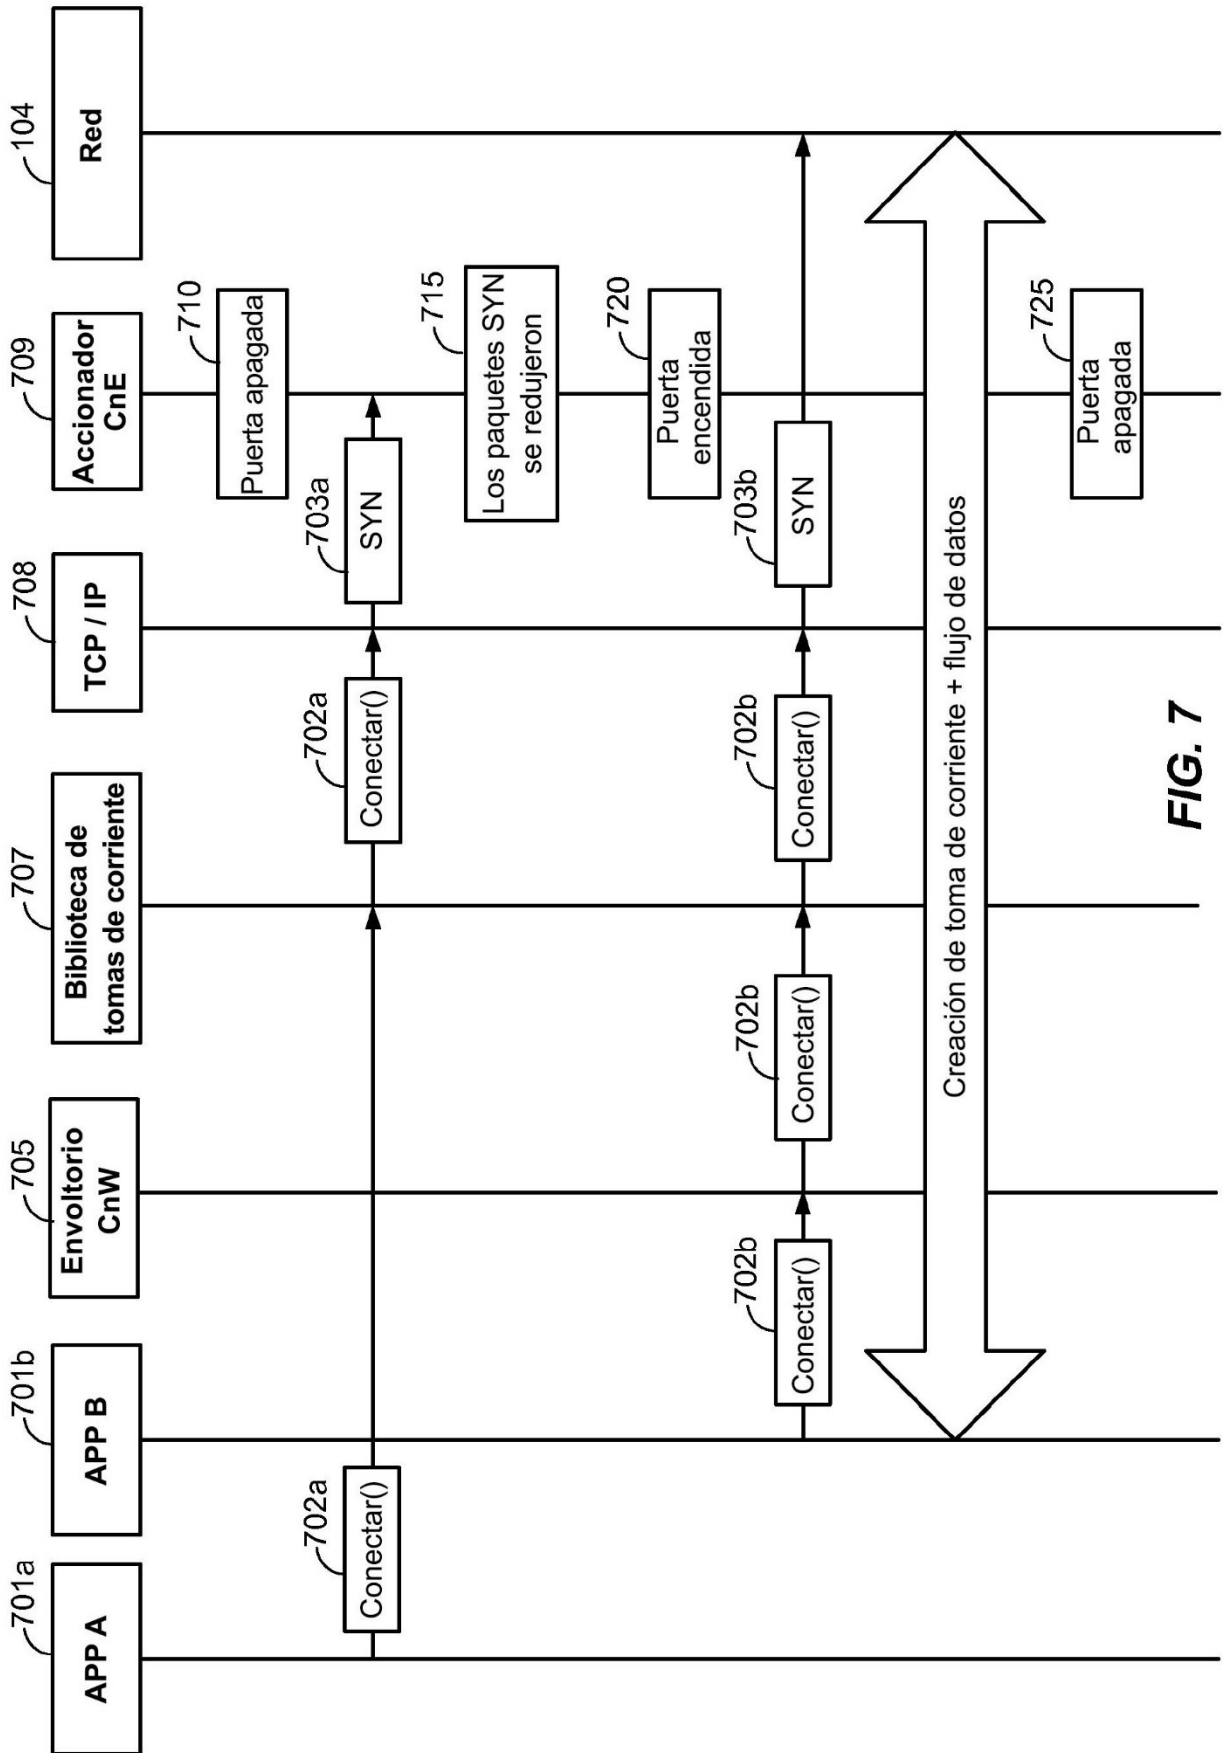 701a
APP A
701b
APP B
705
Envoltorio
CnW
707
Biblioteca de
tomas de corriente
708
TCP / IP
709
Accionador
CnE
104
Red
710
Puerta apagada
702a
Conectar()
702a
Conectar()
703a
SYN
715
Los paquetes SYN
se redujeron
720
Puerta
encendida
702b
Conectar()
702b
Conectar()
702b
Conectar()
703b
SYN
Creación de toma de corriente + flujo de datos
725
Puerta
apagada
FIG. 7